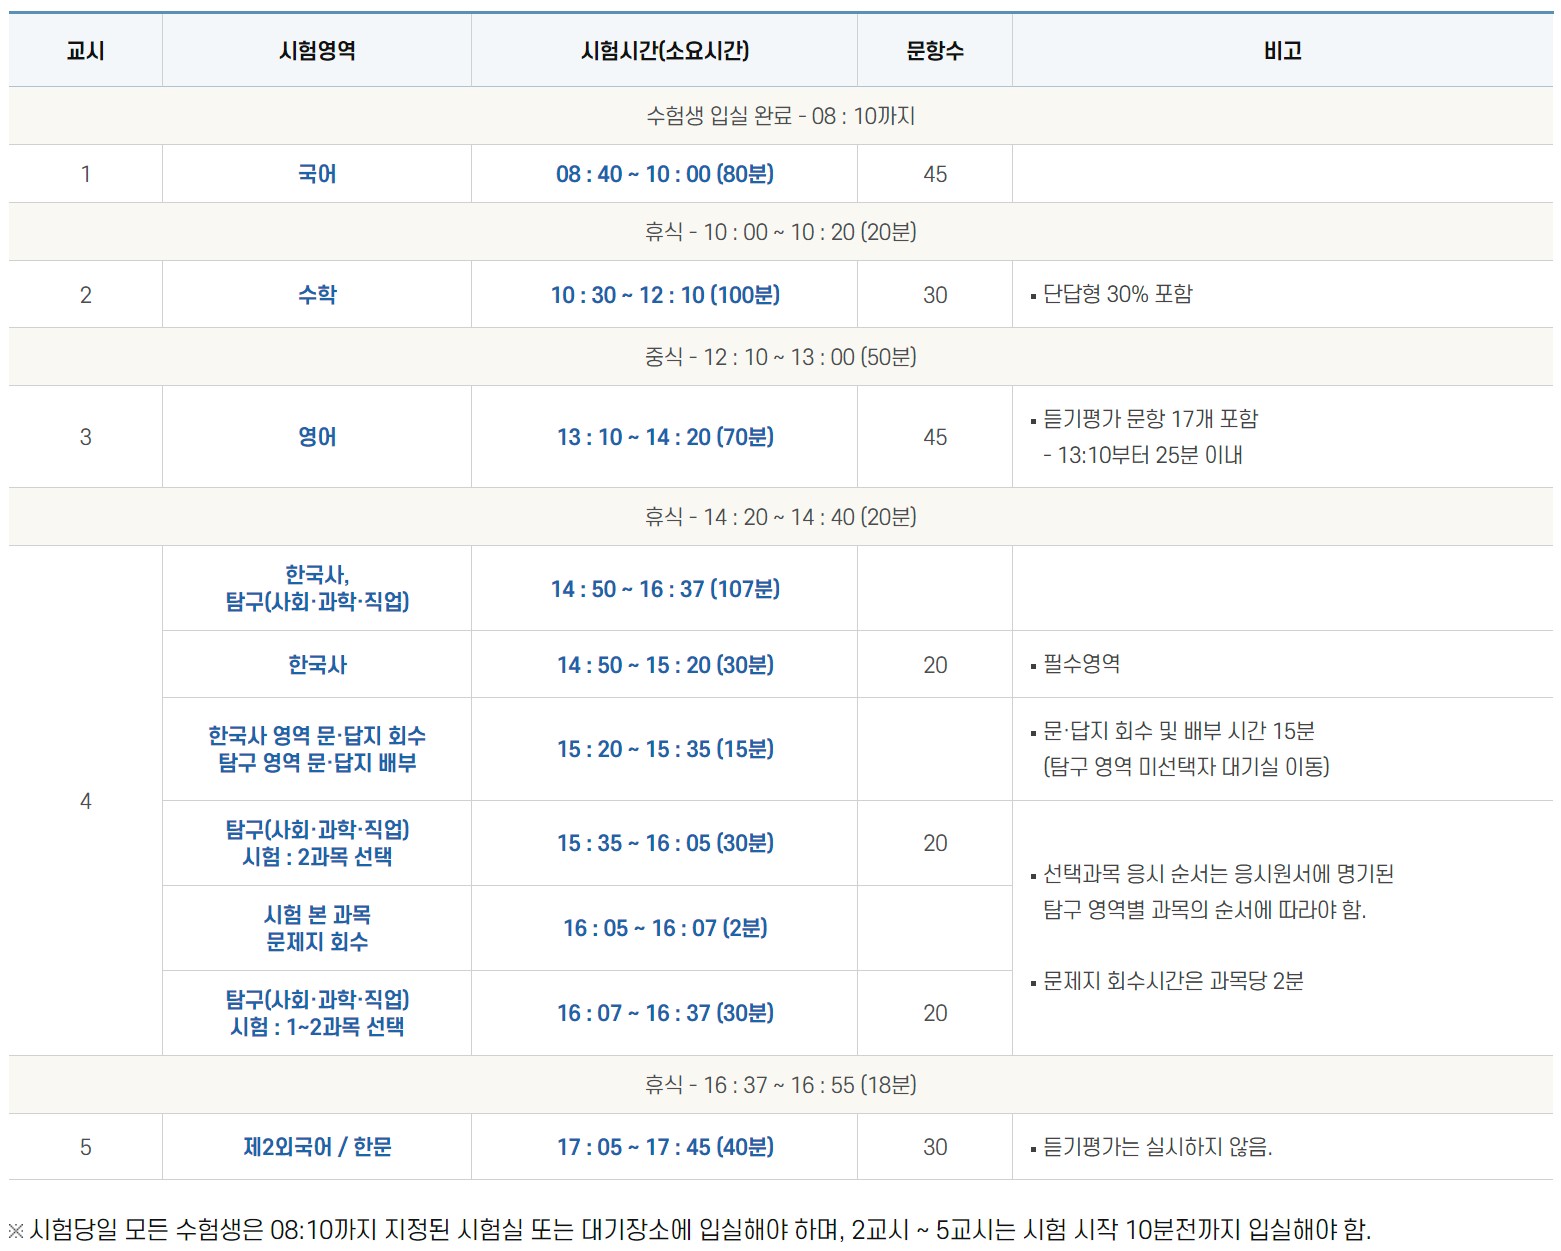 교시 시험영역 시험시간(소요시간) 문항수 비고
수험생 입실 완료 - 08 : 10까지
1 국어 08 : 40 ~ 10 : 00 (80분) 45
휴식 - 10 : 00 ~ 10 : 20 (20분)
2 수학 10 : 30 ~ 12 : 10 (100분) 30 ▪ 단답형 30% 포함
중식 - 12 : 10 ~ 13 : 00 (50분)
3 영어 13 : 10 ~ 14 : 20 (70분) 45 ▪ 듣기평가 문항 17개 포함
- 13:10부터 25분 이내
휴식 - 14 : 20 ~ 14 : 40 (20분)
4
한국사,
탐구(사회·과학·직업)
14 : 50 ~ 16 : 37 (107분)
한국사 14 : 50 ~ 15 : 20 (30분) 20 ▪ 필수영역
한국사 영역 문·답지 회수
탐구 영역 문·답지 배부
15 : 20 ~ 15 : 35 (15분)
▪ 문·답지 회수 및 배부 시간 15분
(탐구 영역 미선택자 대기실 이동)
탐구(사회·과학·직업)
시험 : 2과목 선택
15 : 35 ~ 16 : 05 (30분) 20
시험 본 과목
문제지 회수
16 : 05 ~ 16 : 07 (2분)
탐구(사회·과학·직업)
시험 : 1~2과목 선택
16 : 07 ~ 16 : 37 (30분) 20
▪ 선택과목 응시 순서는 응시원서에 명기된
탐구 영역별 과목의 순서에 따라야 함.
▪ 문제지 회수시간은 과목당 2분
휴식 - 16 : 37 ~ 16 : 55 (18분)
5 제2외국어 / 한문 17 : 05 ~ 17 : 45 (40분) 30 ▪ 듣기평가는 실시하지 않음.
※ 시험당일 모든 수험생은 08:10까지 지정된 시험실 또는 대기장소에 입실해야 하며, 2교시 ~ 5교시는 시험 시작 10분전까지 입실해야 함.